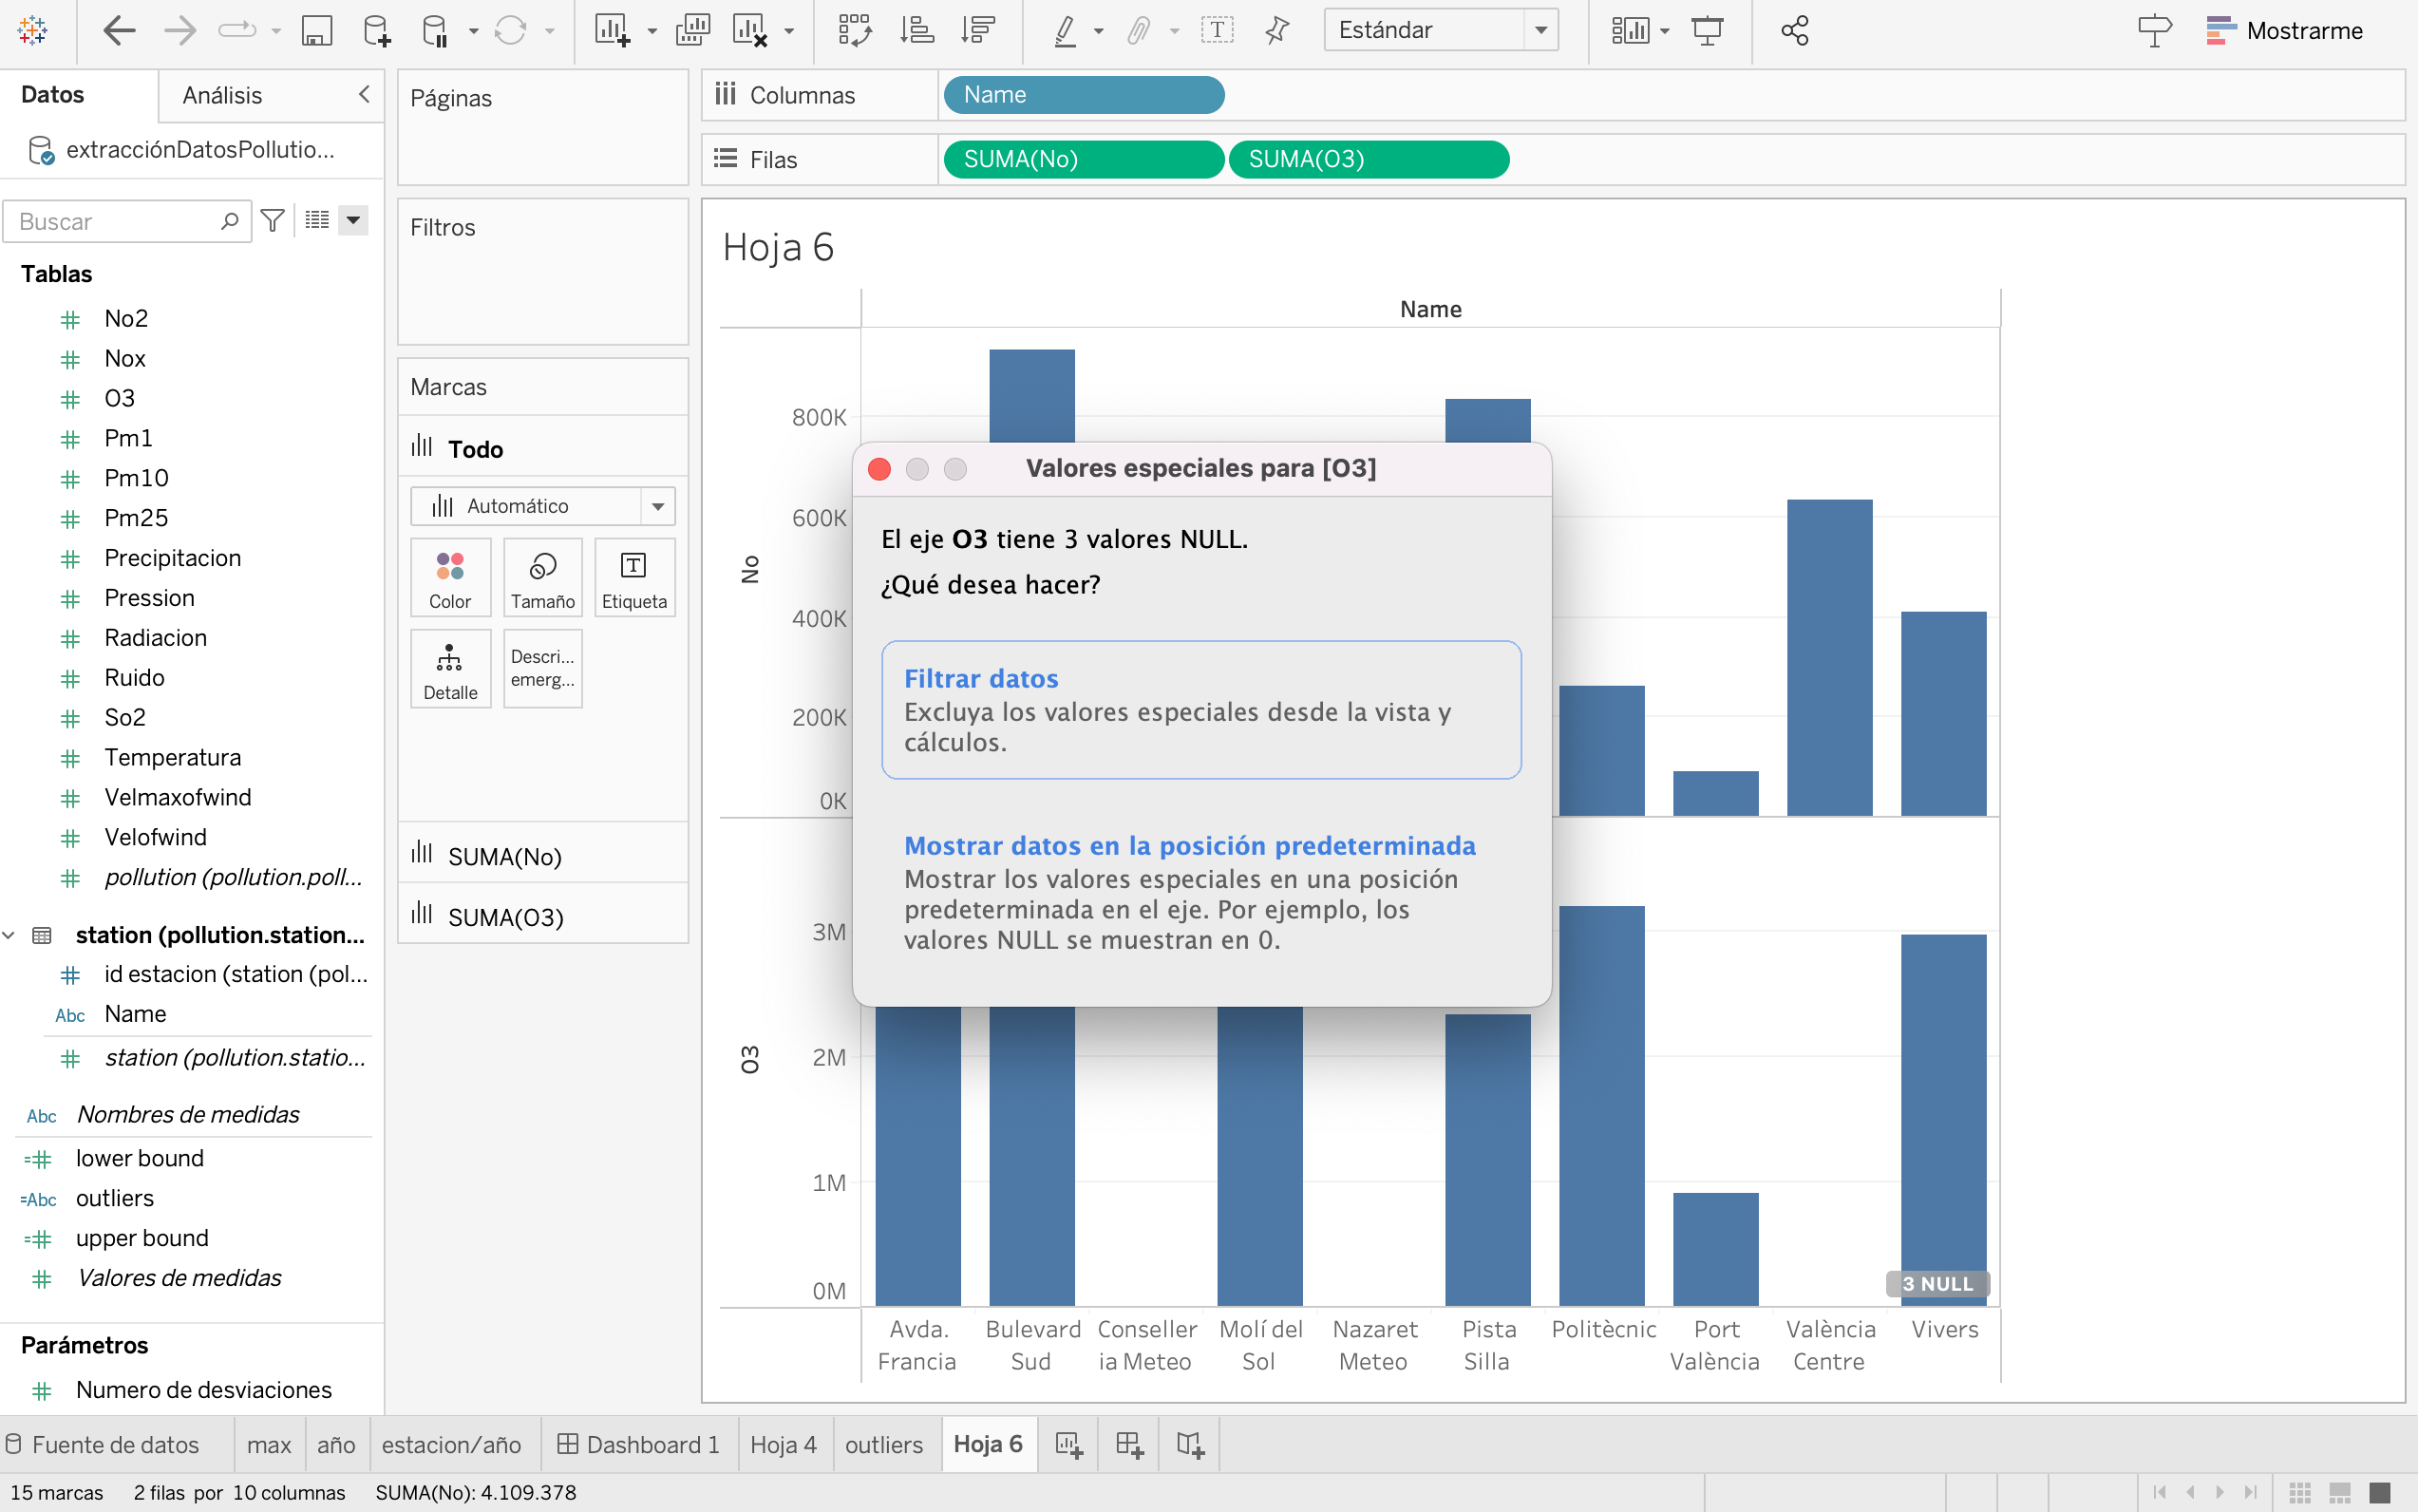 Estándar
Mostrarme
Datos
Análisis
extracciónDatosPollutio...
Buscar
Tablas
No2
Nox
O3
Pm1
Pm10
Pm25
Precipitacion
Pression
Radiacion
Ruido
So2
Temperatura
Velmaxofwind
Velofwind
pollution (pollution.poll...
station (pollution.station...
id estacion (station (pol...
Abc Name
station (pollution.statio...
Abc Nombres de medidas
lower bound
=Abc outliers
upper bound
Valores de medidas
Parámetros
Numero de desviaciones
Páginas
Filtros
Marcas
Todo
Automático
Color
Tamaño
Etiqueta
Detalle
Descri...
emerg...
SUMA(No)
SUMA(O3)
Columnas
Name
Filas
SUMA(No)
SUMA(O3)
Hoja 6
Name
No
800K
600K
400K
200K
0K
O3
3M
2M
1M
0M
Valores especiales para [O3]
El eje O3 tiene 3 valores NULL.
¿Qué desea hacer?
Filtrar datos
Excluya los valores especiales desde la vista y
cálculos.
Mostrar datos en la posición predeterminada
Mostrar los valores especiales en una posición
predeterminada en el eje. Por ejemplo, los
valores NULL se muestran en 0.
3 NULL
Avda.
Francia
Bulevard
Sud
Conseller
ia Meteo
Molí del
Sol
Nazaret
Meteo
Pista
Silla
Politècnic
Port
València
València
Centre
Vivers
Fuente de datos
max
año
estacion/año
Dashboard 1
Hoja 4
outliers
Hoja 6
15 marcas
2 filas por 10 columnas
SUMA(No): 4.109.378